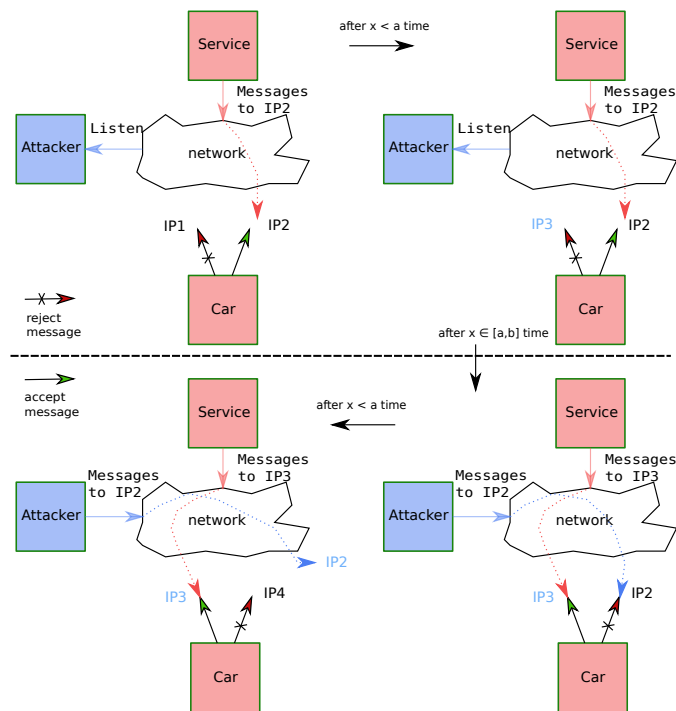 Service
after x < a time
Service
Messages
to IP2
Messages
to IP2
Attacker
Listen
network
Attacker
Listen
network
IP1
IP2
IP3
IP2
Car
Car
reject
message
after x ∈ [a,b] time
accept
message
Service
after x < a time
Service
Messages
to IP2
Messages
to IP3
Messages
to IP2
Messages
to IP3
Attacker
network
Attacker
network
IP2
IP3
IP4
IP3
IP2
Car
Car